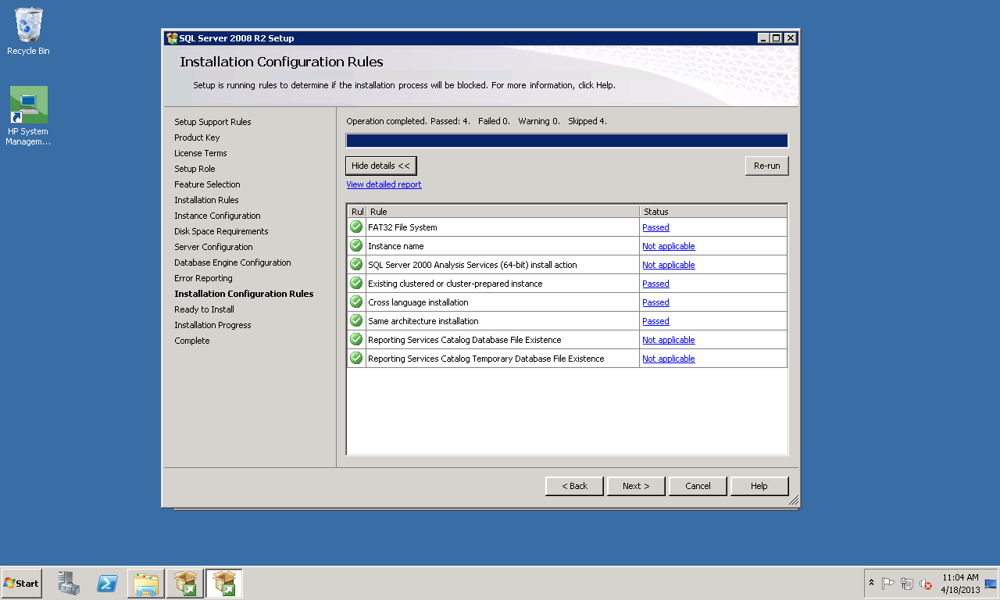 Recycle Bin
HP System
Managem...
SQL Server 2008 R2 Setup
Installation Configuration Rules
Setup is running rules to determine if the installation process will be blocked. For more information, click Help.
Setup Support Rules
Product Key
License Terms
Setup Role
Feature Selection
Installation Rules
Instance Configuration
Disk Space Requirements
Server Configuration
Database Engine Configuration
Error Reporting
Installation Configuration Rules
Ready to Install
Installation Progress
Complete
Operation completed. Passed: 4. Failed 0. Warning 0. Skipped 4.
Hide details <<
Re-run
View detailed report
Rul Rule Status
FAT32 File System Passed
Instance name Not applicable
SQL Server 2000 Analysis Services (64-bit) install action Not applicable
Existing clustered or cluster-prepared instance Passed
Cross language installation Passed
Same architecture installation Passed
Reporting Services Catalog Database File Existence Not applicable
Reporting Services Catalog Temporary Database File Existence Not applicable
< Back Next > Cancel Help
Start
11:04 AM
4/18/2013